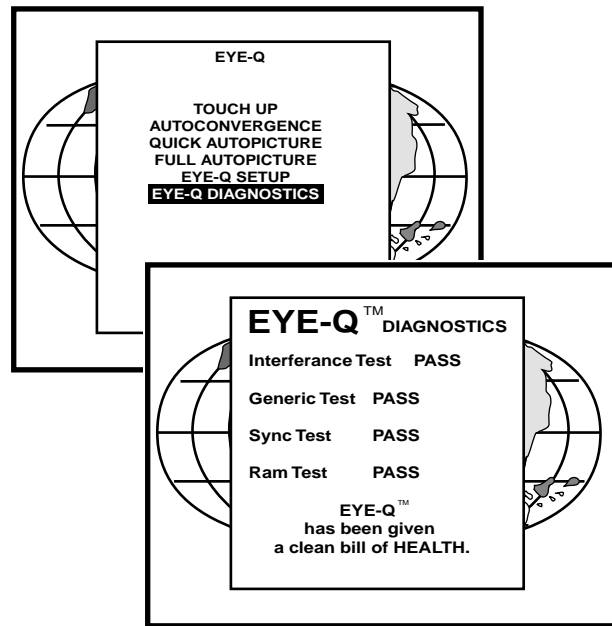 EYE-Q
TOUCH UP
AUTOCONVERGENCE
QUICK AUTOPICTURE
FULL AUTOPICTURE
EYE-Q SETUP
EYE-Q DIAGNOSTICS
EYE-Q™ DIAGNOSTICS
Interferance Test PASS
Generic Test PASS
Sync Test PASS
Ram Test PASS
EYE-Q™
has been given
a clean bill of HEALTH.